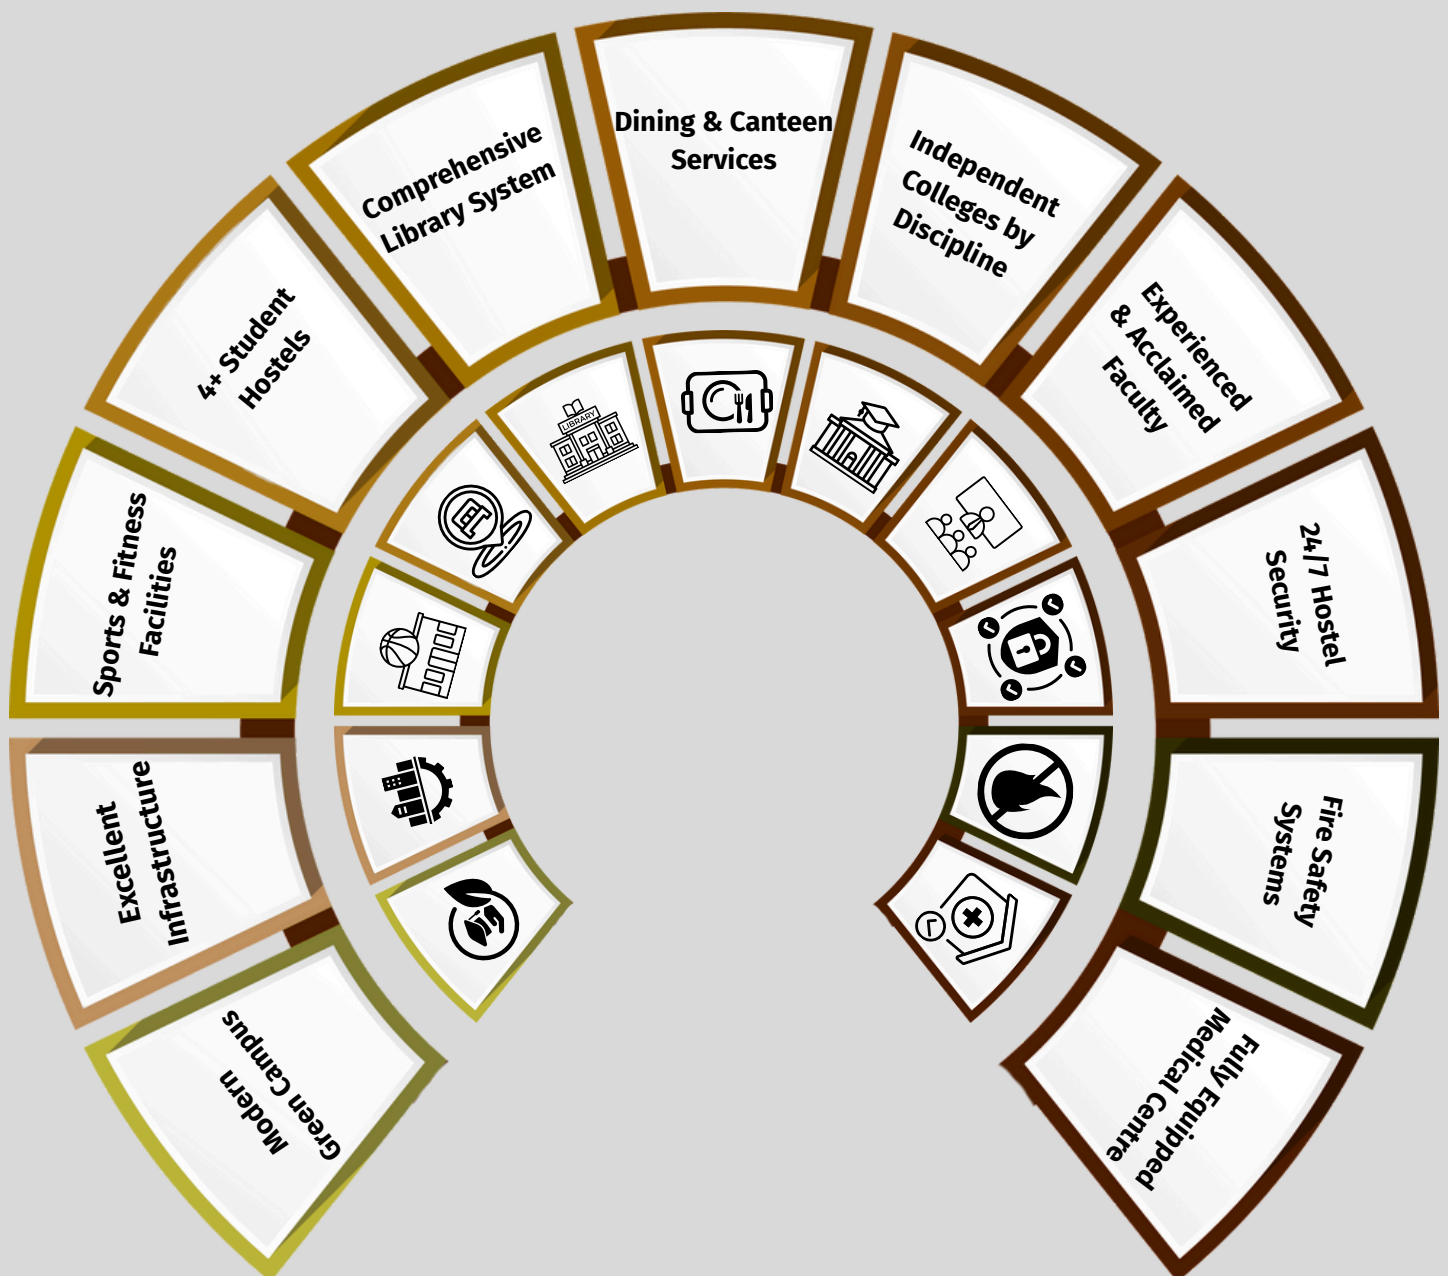 Modern
Green Campus
Excellent
Infrastructure
Sports & Fitness
Facilities
4+ Student
Hostels
Comprehensive
Library System
Dining & Canteen
Services
Independent
Colleges by
Discipline
Experienced
& Acclaimed
Faculty
24/7 Hostel
Security
Fire Safety
Systems
Fully Equipped
Medical Centre
LIBRARY